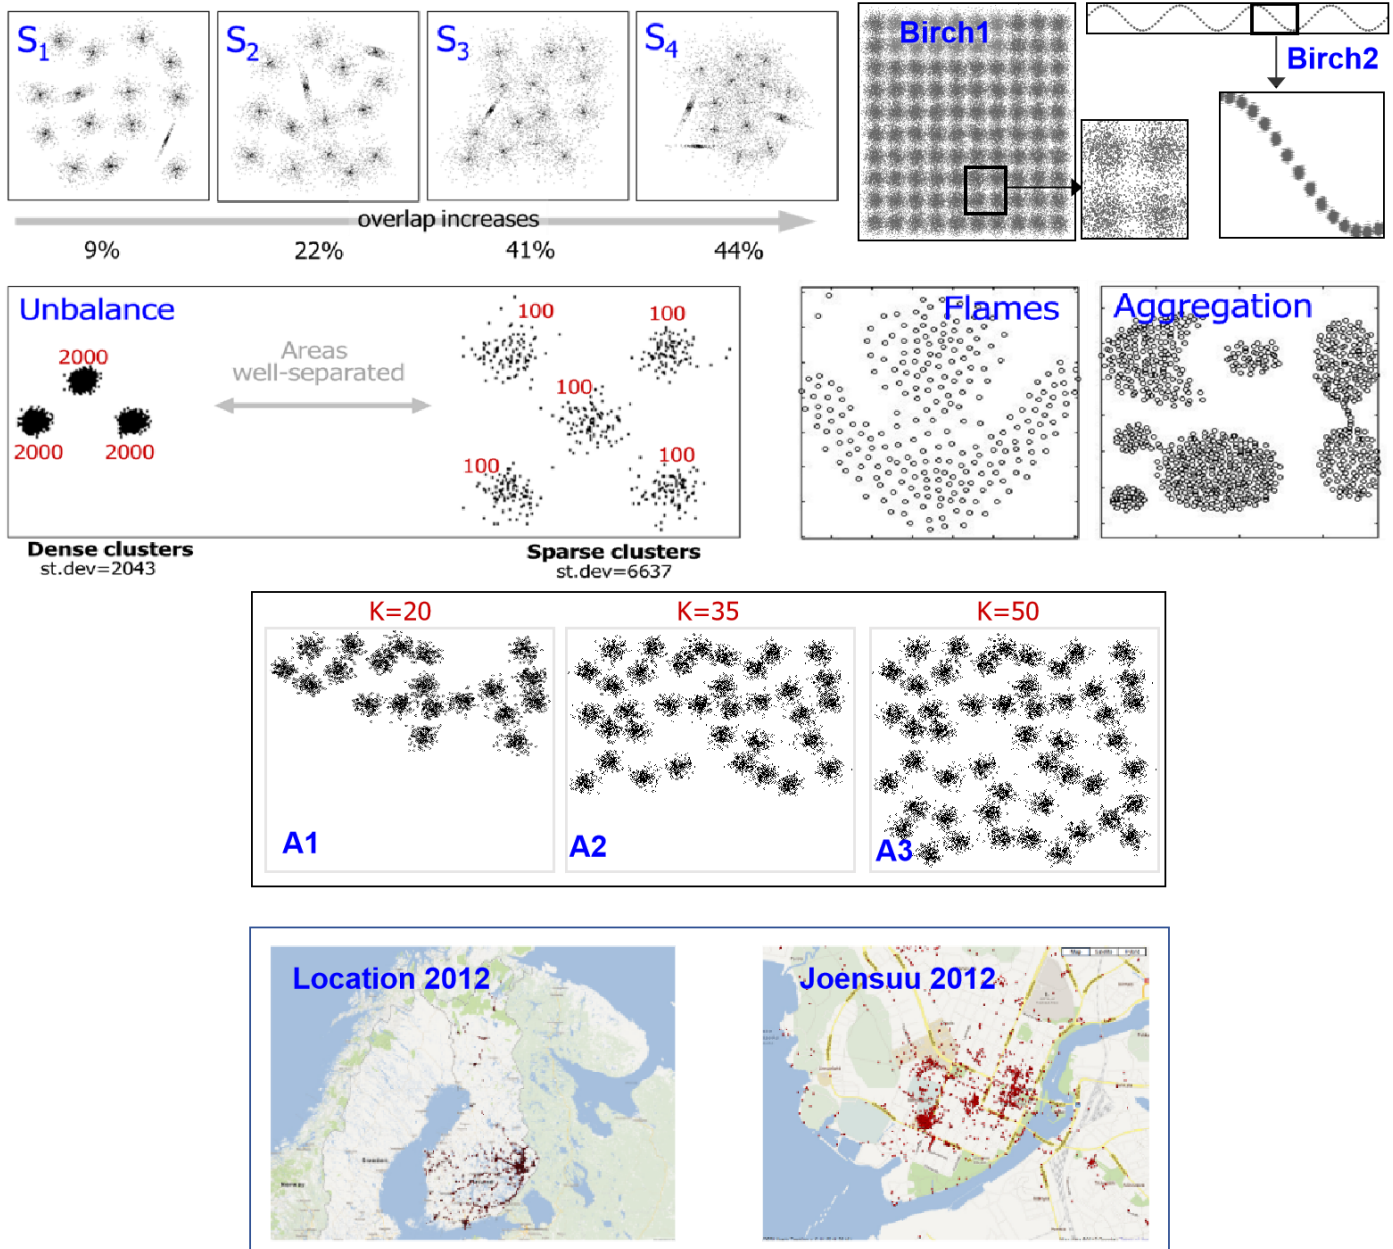 S1
S2
S3
S4
overlap increases
9%
22%
41%
44%
Birch1
Birch2
Unbalance
2000
2000
2000
Areas
well-separated
100
100
100
100
100
Dense clusters
st.dev=2043
Sparse clusters
st.dev=6637
Flames
Aggregation
K=20
K=35
K=50
A1
A2
A3
Location 2012
Joensuu 2012